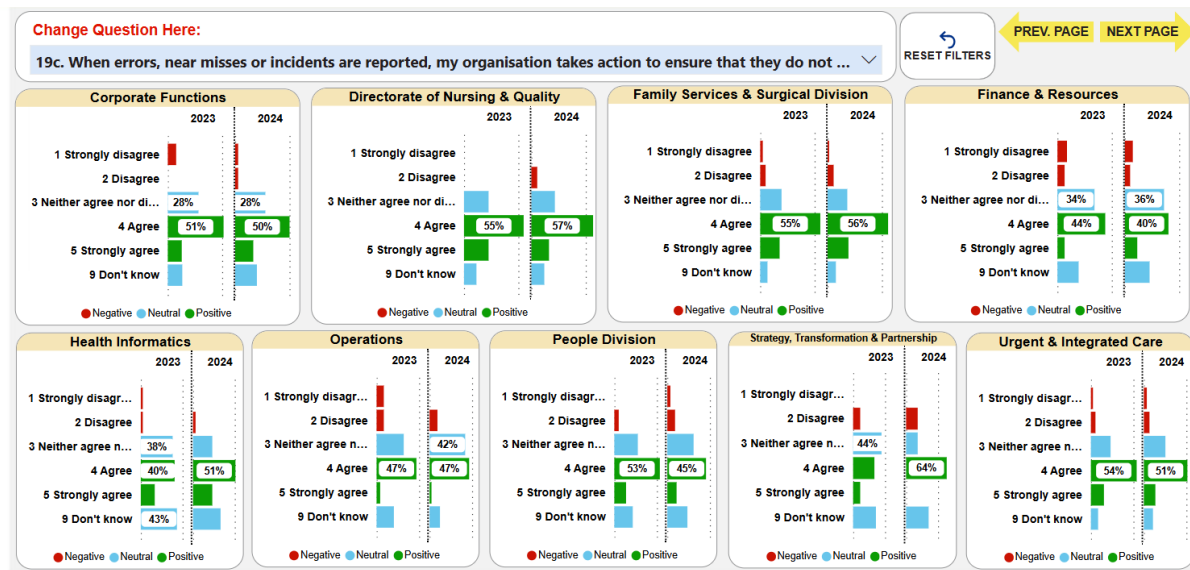 Change Question Here:
19c. When errors, near misses or incidents are reported, my organisation takes action to ensure that they do not ...
RESET FILTERS
PREV. PAGE
NEXT PAGE
Corporate Functions
2023 2024
1 Strongly disagree
2 Disagree
3 Neither agree nor di... 28% 28%
4 Agree 51% 50%
5 Strongly agree
9 Don't know
Negative Neutral Positive
Directorate of Nursing & Quality
2023 2024
1 Strongly disagree
2 Disagree
3 Neither agree nor di...
4 Agree 55% 57%
5 Strongly agree
9 Don't know
Negative Neutral Positive
Family Services & Surgical Division
2023 2024
1 Strongly disagree
2 Disagree
3 Neither agree nor di...
4 Agree 55% 56%
5 Strongly agree
9 Don't know
Negative Neutral Positive
Finance & Resources
2023 2024
1 Strongly disagree
2 Disagree
3 Neither agree nor di... 34% 36%
4 Agree 44% 40%
5 Strongly agree
9 Don't know
Negative Neutral Positive
Health Informatics
2023 2024
1 Strongly disagr...
2 Disagree
3 Neither agree n... 38%
4 Agree 40% 51%
5 Strongly agree
9 Don't know 43%
Negative Neutral Positive
Operations
2023 2024
1 Strongly disagr...
2 Disagree
3 Neither agree n... 42%
4 Agree 47% 47%
5 Strongly agree
9 Don't know
Negative Neutral Positive
People Division
2023 2024
1 Strongly disagr...
2 Disagree
3 Neither agree n...
4 Agree 53% 45%
5 Strongly agree
9 Don't know
Negative Neutral Positive
Strategy, Transformation & Partnership
2023 2024
1 Strongly disagr...
2 Disagree
3 Neither agree n... 44%
4 Agree 64%
5 Strongly agree
9 Don't know
Negative Neutral Positive
Urgent & Integrated Care
2023 2024
1 Strongly disagr...
2 Disagree
3 Neither agree n...
4 Agree 54% 51%
5 Strongly agree
9 Don't know
Negative Neutral Positive